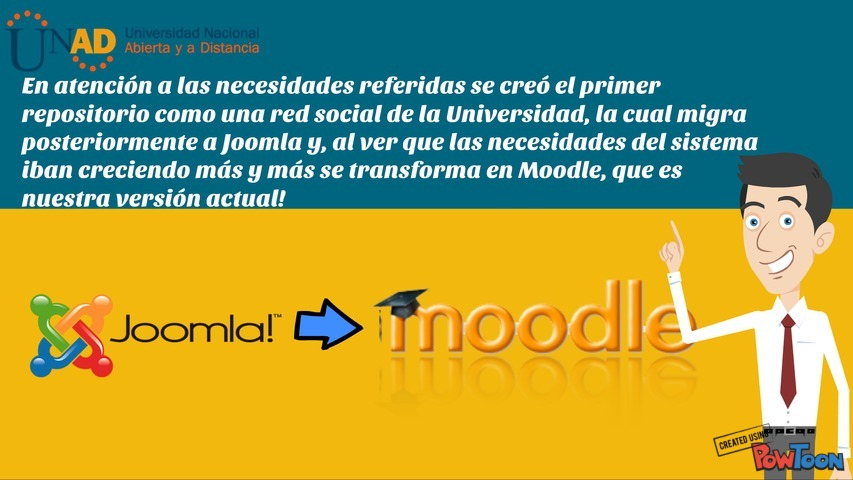 UNAD
Universidad Nacional
Abierta y a Distancia
En atención a las necesidades referidas se creó el primer
repositorio como una red social de la Universidad, la cual migra
posteriormente a Joomla y, al ver que las necesidades del sistema
iban creciendo más y más se transforma en Moodle, que es
nuestra versión actual!
Joomla!™
moodle
CREATED USING
POWTOON